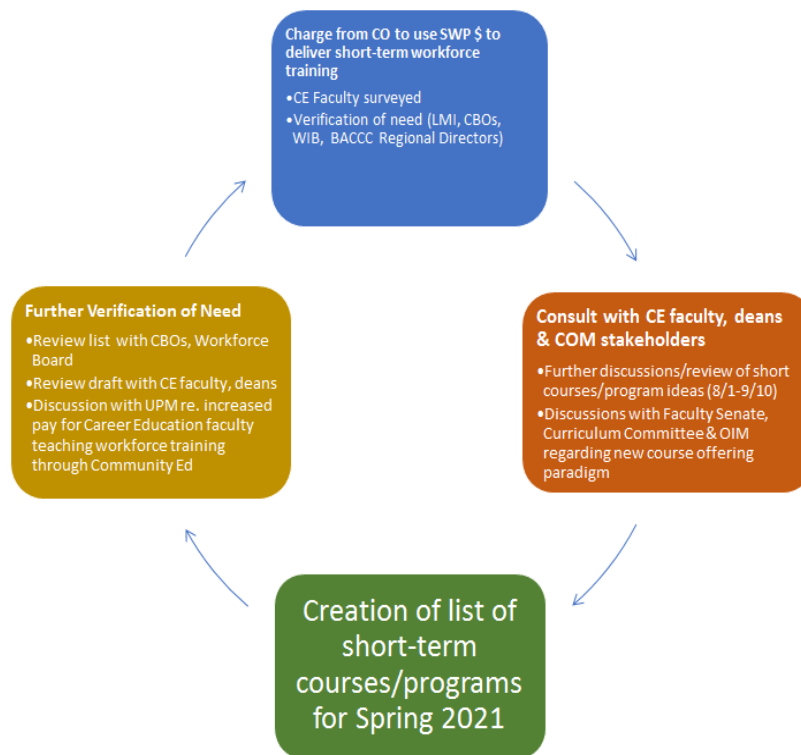 Charge from CO to use SWP $ to
deliver short-term workforce
training
•CE Faculty surveyed
•Verification of need (LMI, CBOs,
WIB, BACCC Regional Directors)
Consult with CE faculty, deans
& COM stakeholders
•Further discussions/review of short
courses/program ideas (8/1-9/10)
•Discussions with Faculty Senate,
Curriculum Committee & OIM
regarding new course offering
paradigm
Creation of list of
short-term
courses/programs
for Spring 2021
Further Verification of Need
•Review list with CBOs, Workforce
Board
•Review draft with CE faculty, deans
•Discussion with UPM re. increased
pay for Career Education faculty
teaching workforce training
through Community Ed